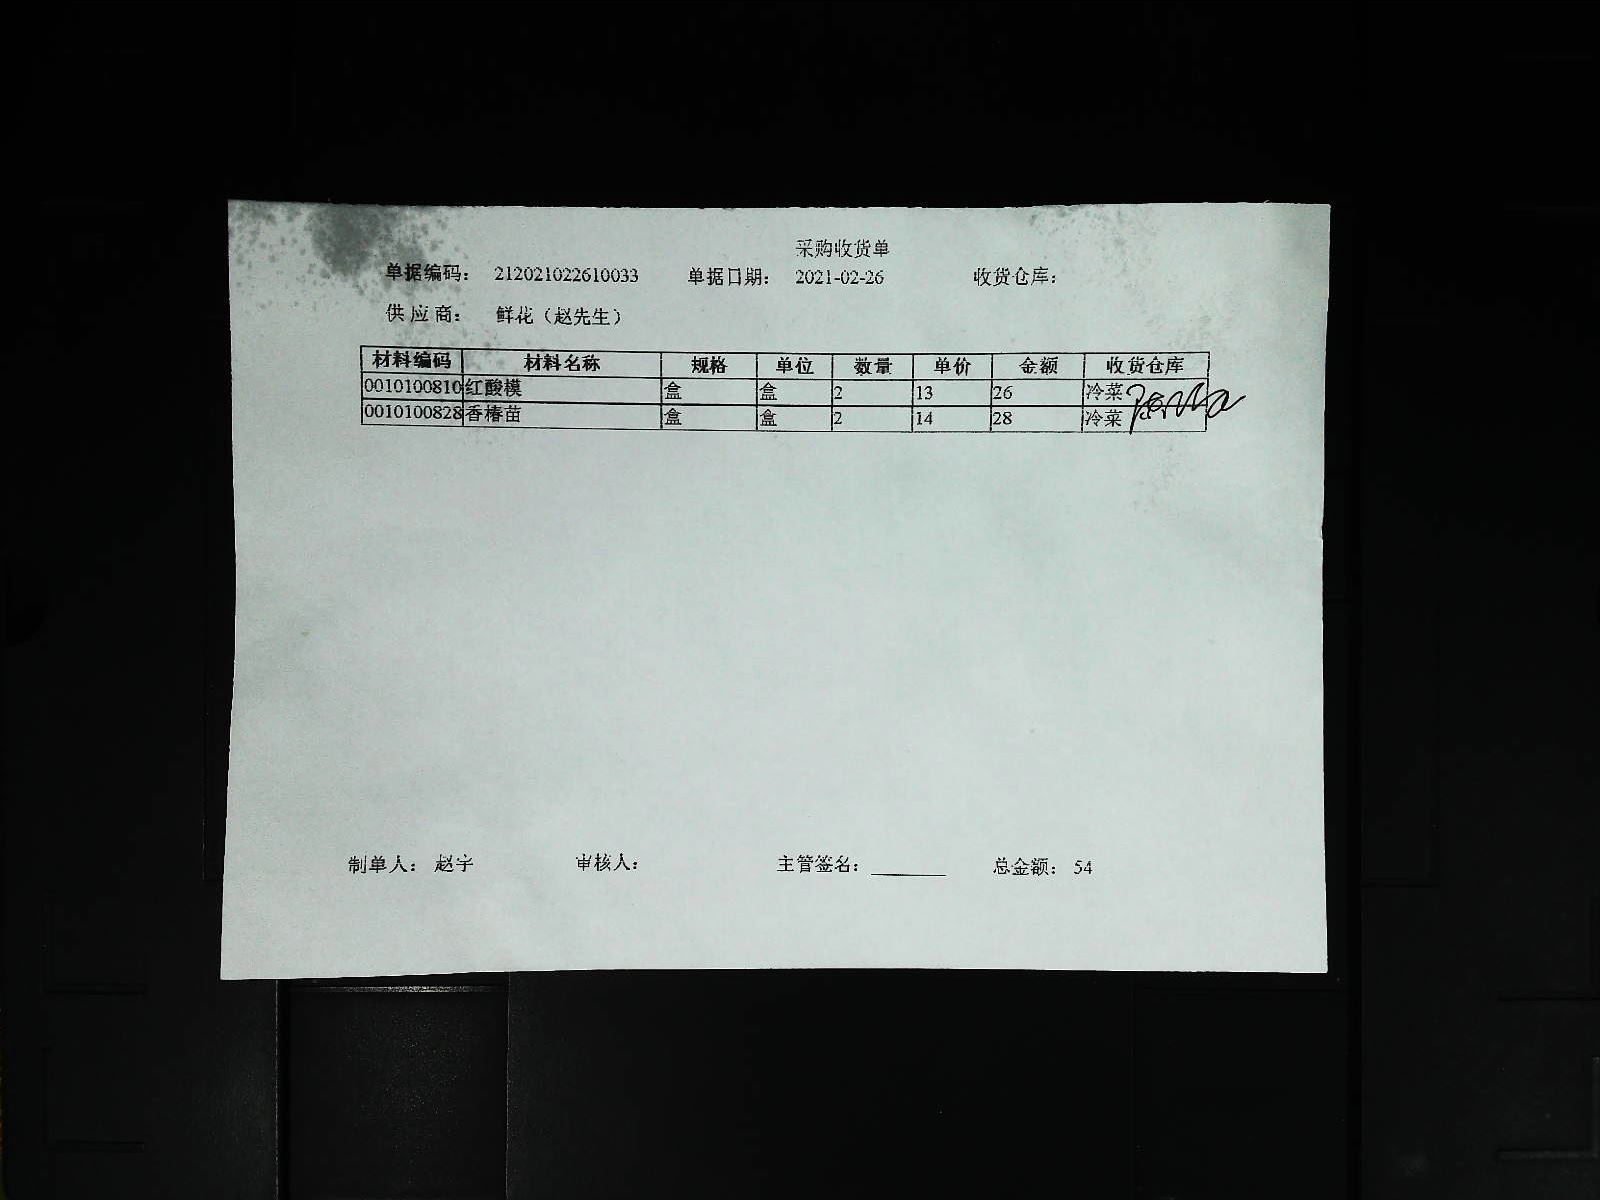 采购收货单
单据编码： 212021022610033 单据日期： 2021-02-26 收货仓库：
供应商： 鲜花（赵先生）
材料编码 材料名称 规格 单位 数量 单价 金额 收货仓库
0010100810 红酸模 盒 盒 2 13 26 冷菜
0010100828 香椿苗 盒 盒 2 14 28 冷菜
制单人： 赵宇 审核人： 主管签名： 总金额： 54